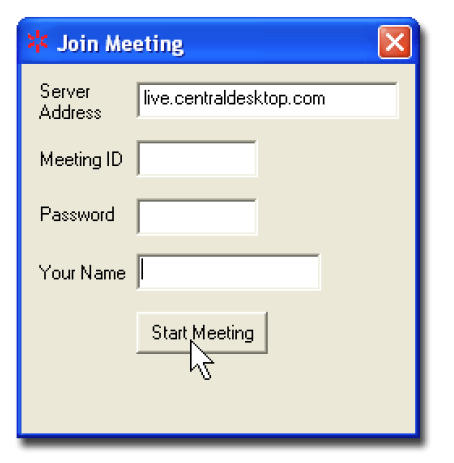 Join Meeting
Server
Address
live.centraldesktop.com
Meeting ID
Password
Your Name
Start Meeting